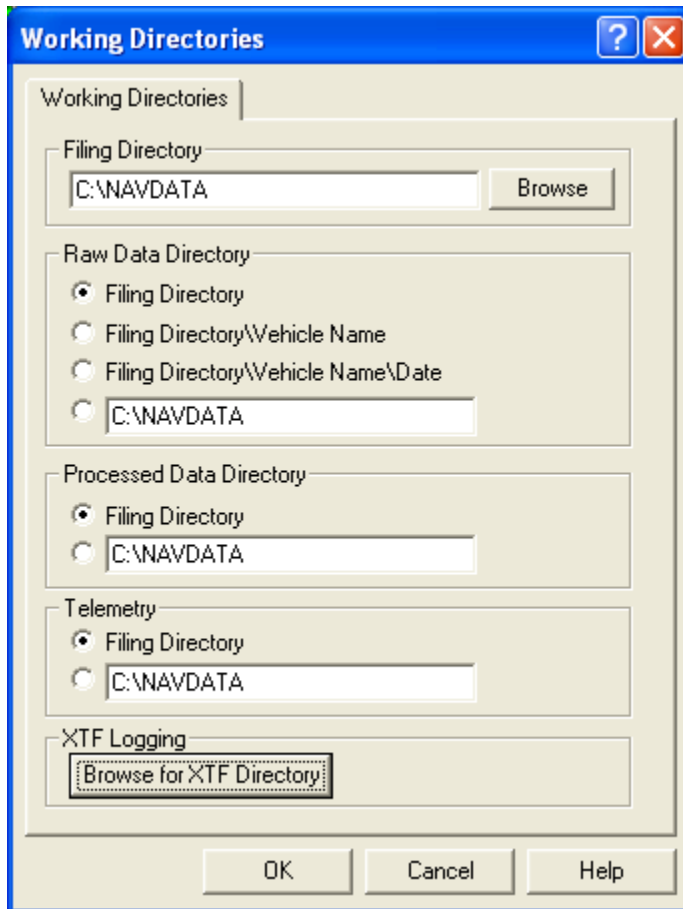 Working Directories
Working Directories
Filing Directory
C:\NAVDATA Browse
Raw Data Directory
Filing Directory
Filing Directory\Vehicle Name
Filing Directory\Vehicle Name\Date
C:\NAVDATA
Processed Data Directory
Filing Directory
C:\NAVDATA
Telemetry
Filing Directory
C:\NAVDATA
XTF Logging
Browse for XTF Directory
OK Cancel Help